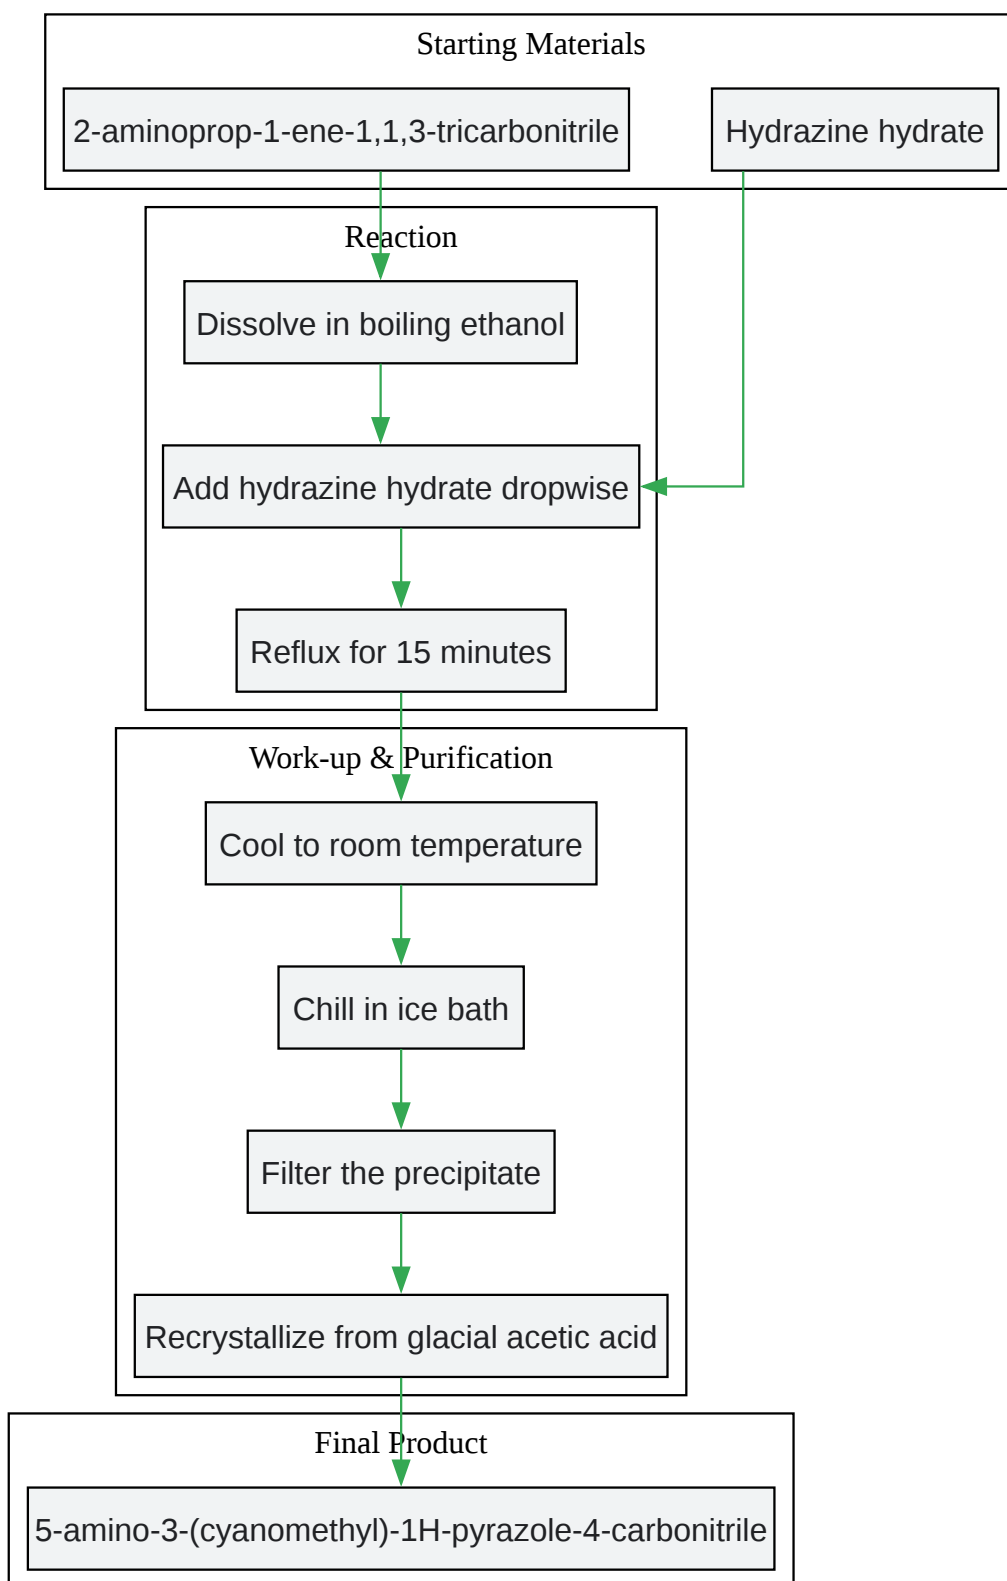 Starting Materials
2-aminoprop-1-ene-1,1,3-tricarbonitrile
Hydrazine hydrate
Reaction
Dissolve in boiling ethanol
Add hydrazine hydrate dropwise
Reflux for 15 minutes
Work-up & Purification
Cool to room temperature
Chill in ice bath
Filter the precipitate
Recrystallize from glacial acetic acid
Final Product
5-amino-3-(cyanomethyl)-1H-pyrazole-4-carbonitrile